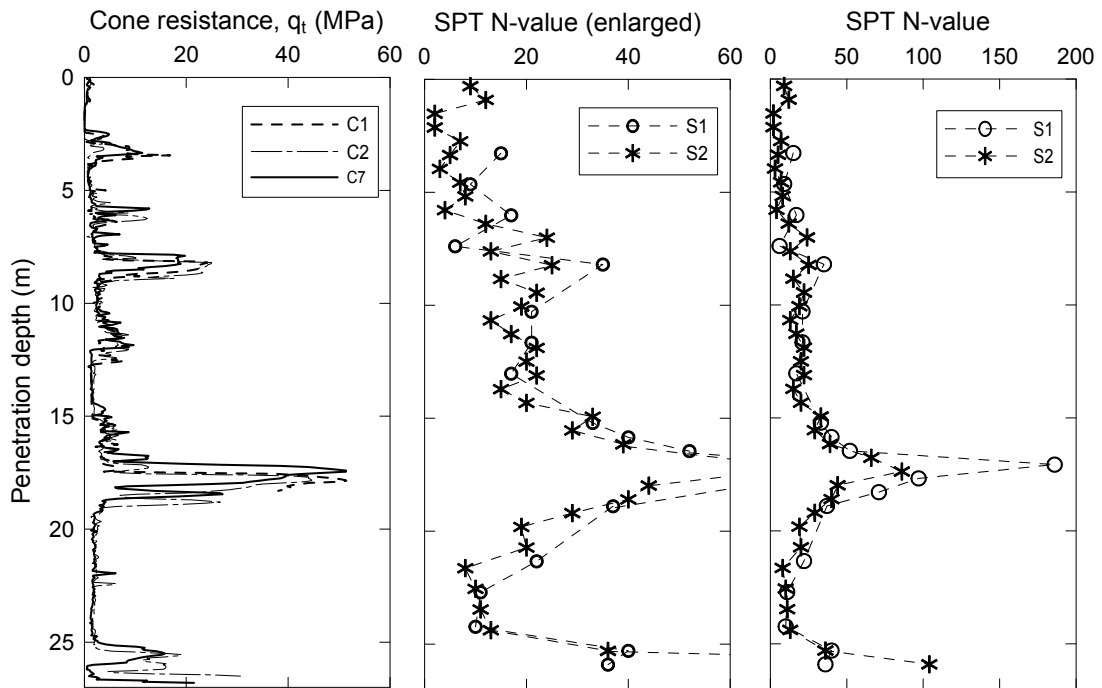 Cone resistance, qt (MPa)
SPT N-value (enlarged)
SPT N-value
0 20 40 60
0 20 40 60
0 50 100 150 200
0
5
10
15
20
25
Penetration depth (m)
C1
C2
C7
S1
S2
S1
S2